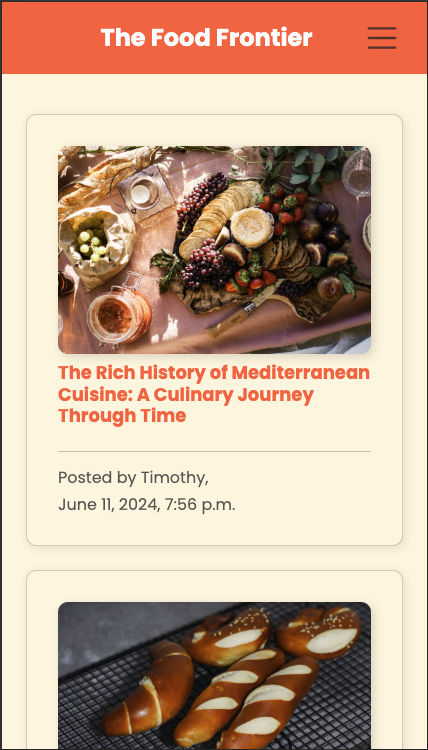 The Food Frontier
The Rich History of Mediterranean
Cuisine: A Culinary Journey
Through Time
Posted by Timothy,
June 11, 2024, 7:56 p.m.